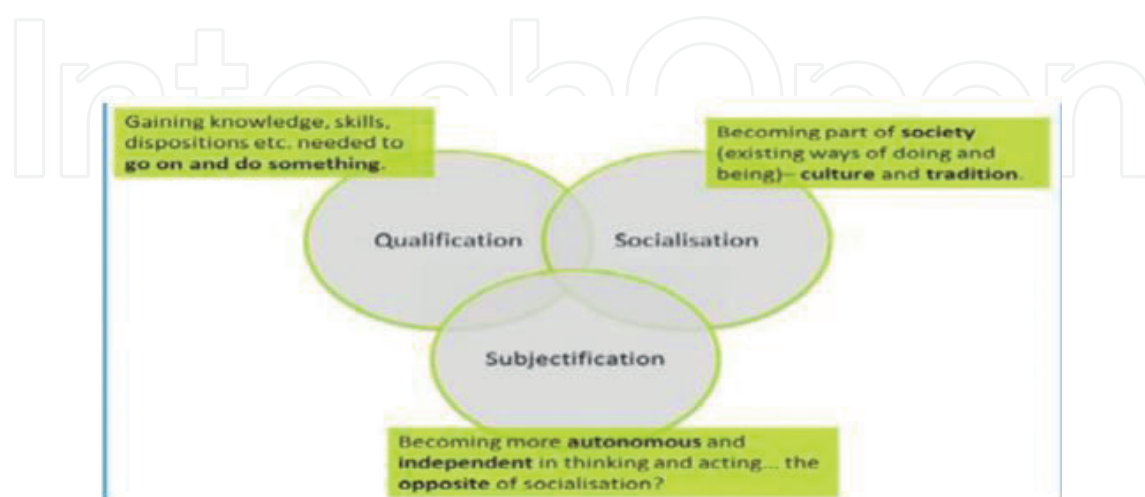 IntechOpen
Gaining knowledge, skills,
dispositions etc. needed to
go on and do something.
Becoming part of society
(existing ways of doing and
being)– culture and tradition.
Qualification
Socialisation
Subjectification
Becoming more autonomous and
independent in thinking and acting... the
opposite of socialisation?